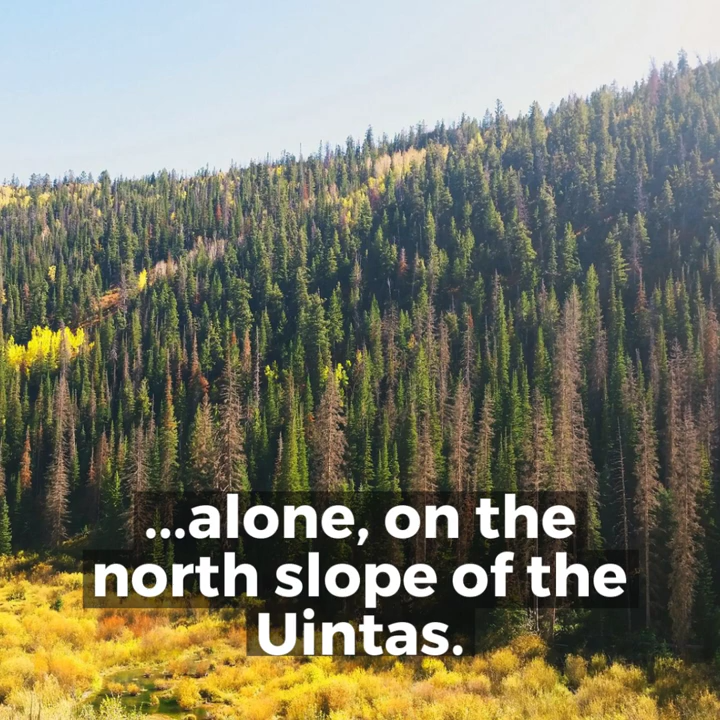 ...alone, on the
north slope of the
Uintas.